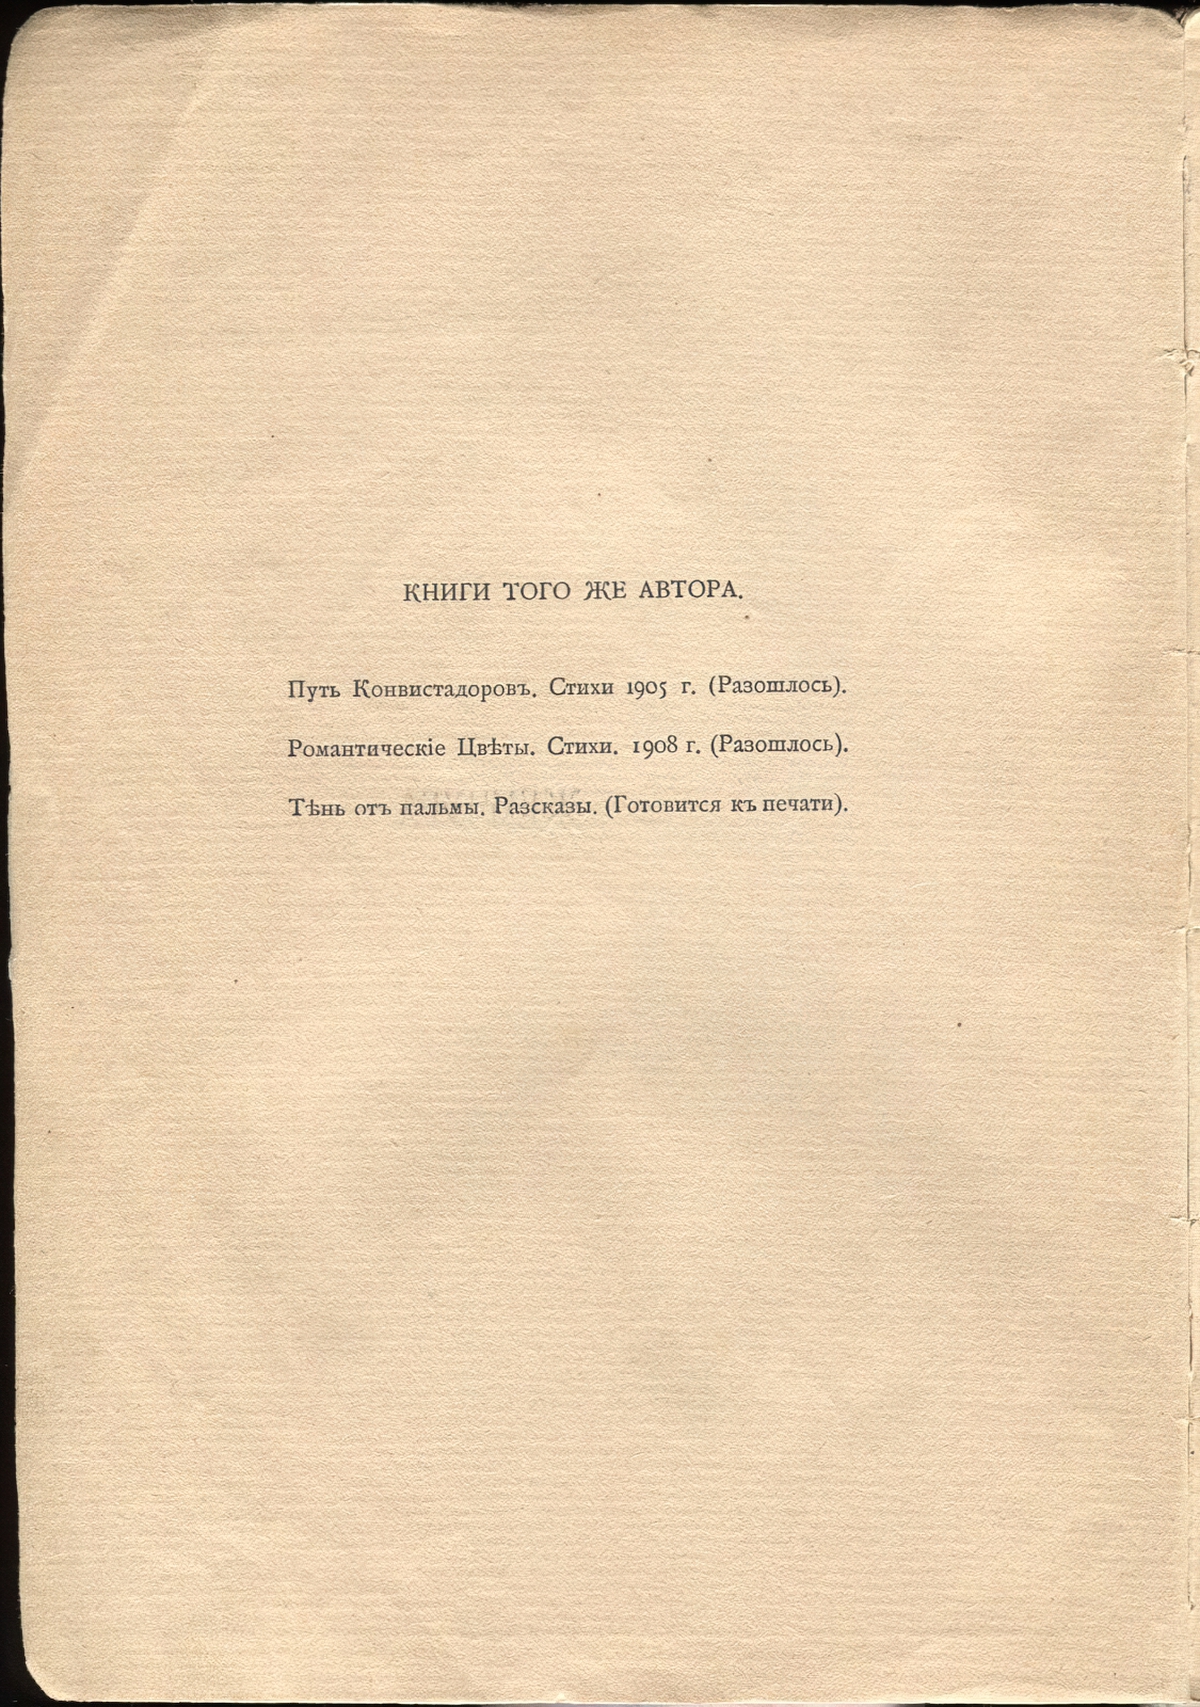 КНИГИ ТОГО ЖЕ АВТОРА.
Путь Конвистадоровъ. Стихи 1905 г. (Разошлось).
Романтическіе Цвѣты. Стихи. 1908 г. (Разошлось).
Тѣнь отъ пальмы. Разсказы. (Готовится къ печати).